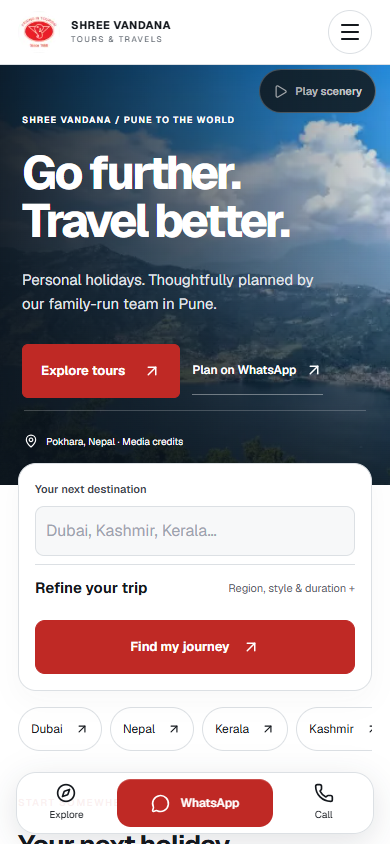 SHREE VANDANA
TOURS & TRAVELS
Play scenery
SHREE VANDANA / PUNE TO THE WORLD
Go further.
Travel better.
Personal holidays. Thoughtfully planned by
our family-run team in Pune.
Explore tours
Plan on WhatsApp
Pokhara, Nepal · Media credits
Your next destination
Dubai, Kashmir, Kerala...
Refine your trip
Region, style & duration +
Find my journey
Dubai
Nepal
Kerala
Kashmir
Explore
WhatsApp
Call
Your next holiday